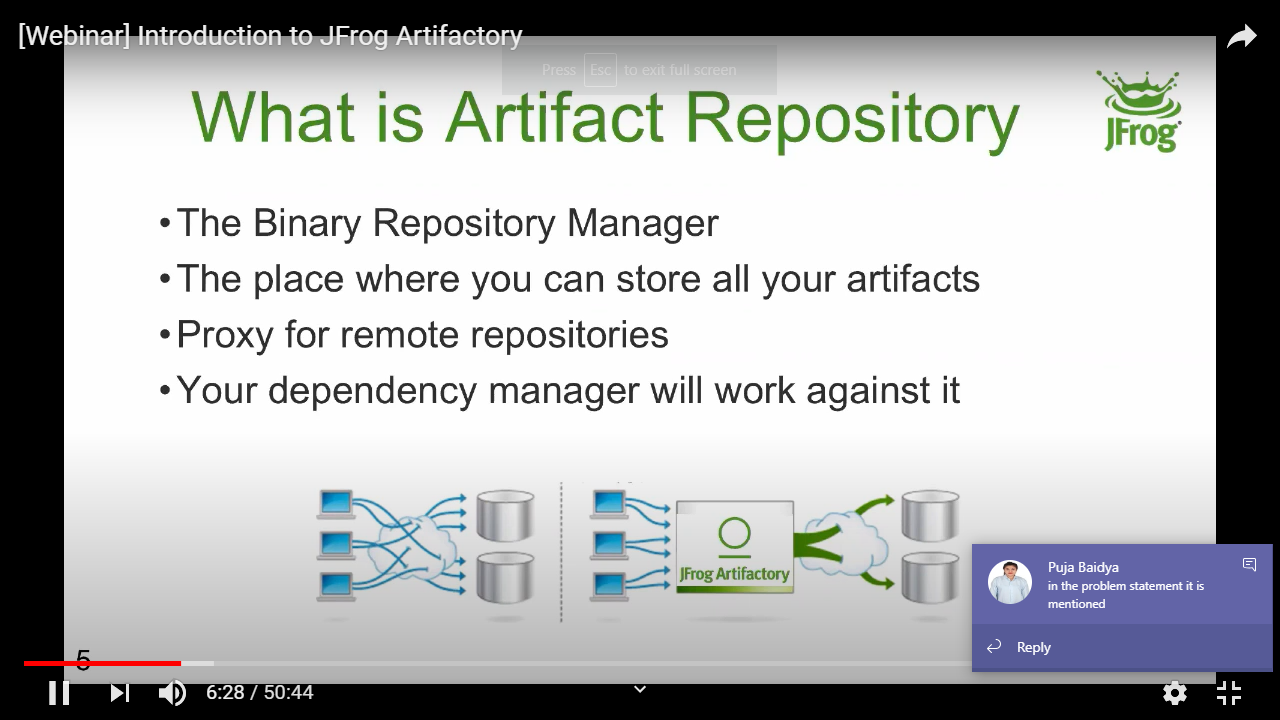 [Webinar] Introduction to JFrog Artifactory
Press Esc to exit full screen
What is Artifact Repository
JFrog
•The Binary Repository Manager
•The place where you can store all your artifacts
•Proxy for remote repositories
•Your dependency manager will work against it
JFrog Artifactory
Puja Baidya
in the problem statement it is
mentioned
Reply
5
6:28 / 50:44